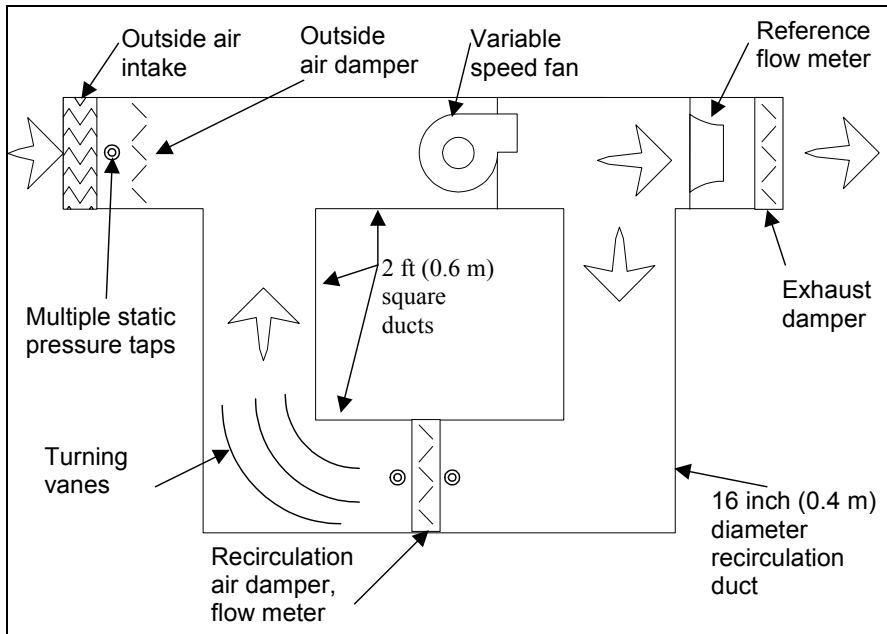 Outside air
intake
Outside
air damper
Variable
speed fan
Reference
flow meter
2 ft (0.6 m)
square
ducts
Multiple static
pressure taps
Exhaust
damper
Turning
vanes
Recirculation
air damper,
flow meter
16 inch (0.4 m)
diameter
recirculation
duct